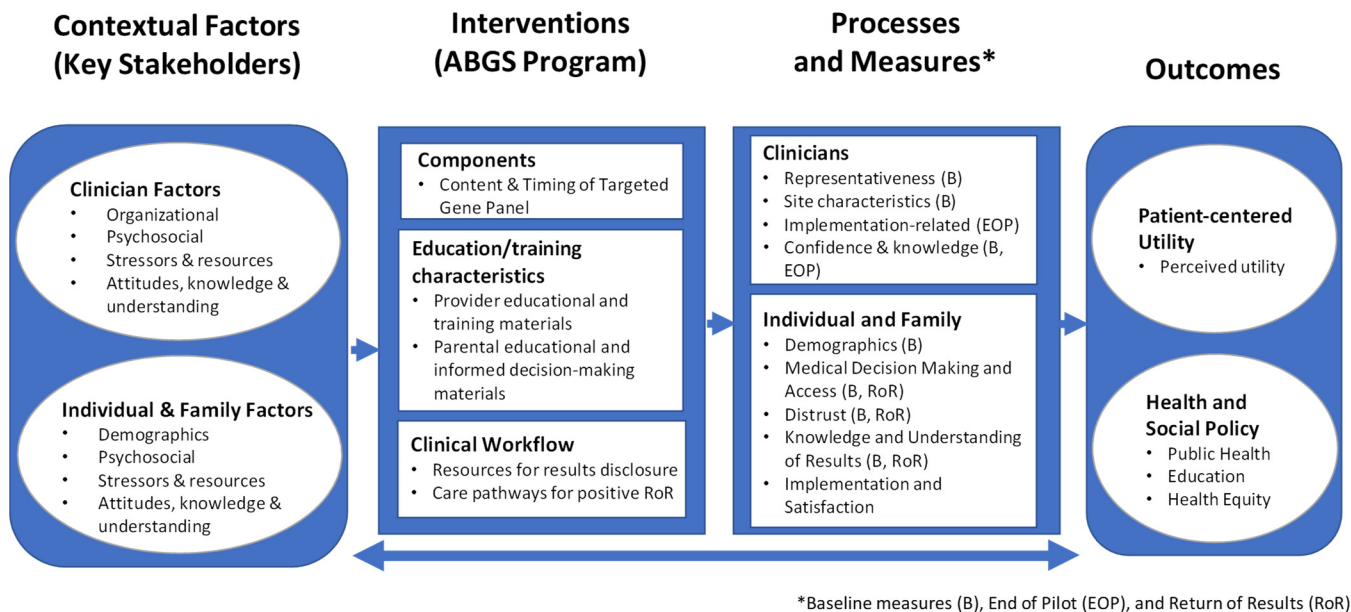 Contextual Factors
(Key Stakeholders)
Interventions
(ABGS Program)
Processes
and Measures*
Outcomes
Clinician Factors
• Organizational
• Psychosocial
• Stressors & resources
• Attitudes, knowledge &
understanding
Individual & Family Factors
• Demographics
• Psychosocial
• Stressors & resources
• Attitudes, knowledge &
understanding
Components
• Content & Timing of Targeted
Gene Panel
Education/training
characteristics
• Provider educational and
training materials
• Parental educational and
informed decision-making
materials
Clinical Workflow
• Resources for results disclosure
• Care pathways for positive RoR
Clinicians
• Representativeness (B)
• Site characteristics (B)
• Implementation-related (EOP)
• Confidence & knowledge (B,
EOP)
Individual and Family
• Demographics (B)
• Medical Decision Making and
Access (B, RoR)
• Distrust (B, RoR)
• Knowledge and Understanding
of Results (B, RoR)
• Implementation and
Satisfaction
Patient-centered
Utility
• Perceived utility
Health and
Social Policy
• Public Health
• Education
• Health Equity
*Baseline measures (B), End of Pilot (EOP), and Return of Results (RoR)